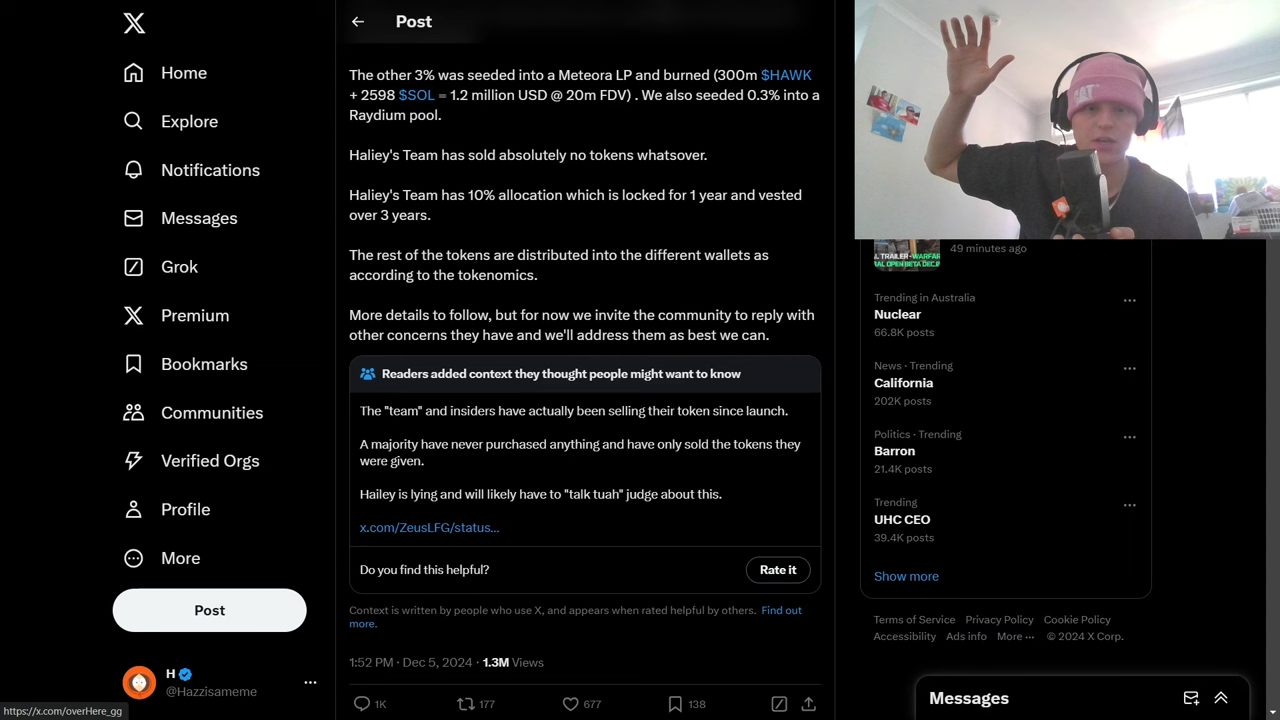 Post
The other 3% was seeded into a Meteora LP and burned (300m $HAWK
+ 2598 $SOL = 1.2 million USD @ 20m FDV) . We also seeded 0.3% into a
Raydium pool.
Haliey's Team has sold absolutely no tokens whatsover.
Haliey's Team has 10% allocation which is locked for 1 year and vested
over 3 years.
The rest of the tokens are distributed into the different wallets as
according to the tokenomics.
More details to follow, but for now we invite the community to reply with
other concerns they have and we'll address them as best we can.
Readers added context they thought people might want to know
The "team" and insiders have actually been selling their token since launch.
A majority have never purchased anything and have only sold the tokens they
were given.
Hailey is lying and will likely have to "talk tuah" judge about this.
x.com/ZeusLFG/status...
Do you find this helpful?
Rate it
Context is written by people who use X, and appears when rated helpful by others. Find out
more.
1:52 PM · Dec 5, 2024 · 1.3M Views
1K
177
677
138
Home
Explore
Notifications
Messages
Grok
Premium
Bookmarks
Communities
Verified Orgs
Profile
More
Post
H
@Hazzisameme
https://x.com/overHere_gg
49 minutes ago
Trending in Australia
Nuclear
66.8K posts
News · Trending
California
202K posts
Politics · Trending
Barron
21.4K posts
Trending
UHC CEO
39.4K posts
Show more
Terms of Service Privacy Policy Cookie Policy
Accessibility Ads info More ··· © 2024 X Corp.
Messages